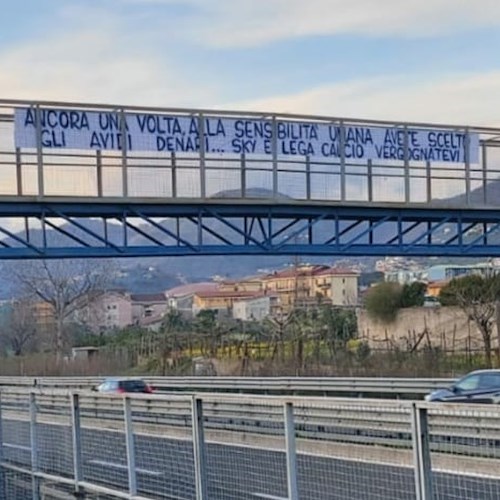 ANCORA UNA VOLTA, ALLA SENSIBILITÀ UMANA AVETE SCELTO
GLI AVIDI DENARI... SKY E LEGA CALCIO VERGOGNATEVI